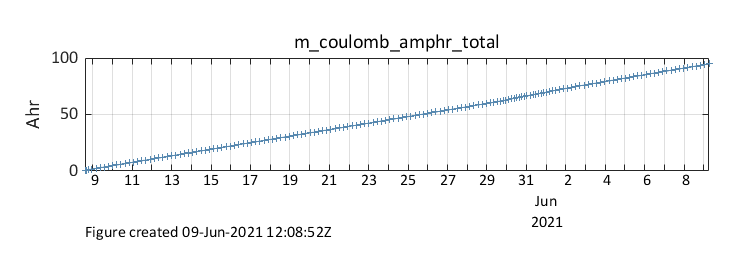 m_coulomb_amphr_total
Ahr
100
50
0
9 11 13 15 17 19 21 23 25 27 29 31 2 4 6 8
Jun
2021
Figure created 09-Jun-2021 12:08:52Z